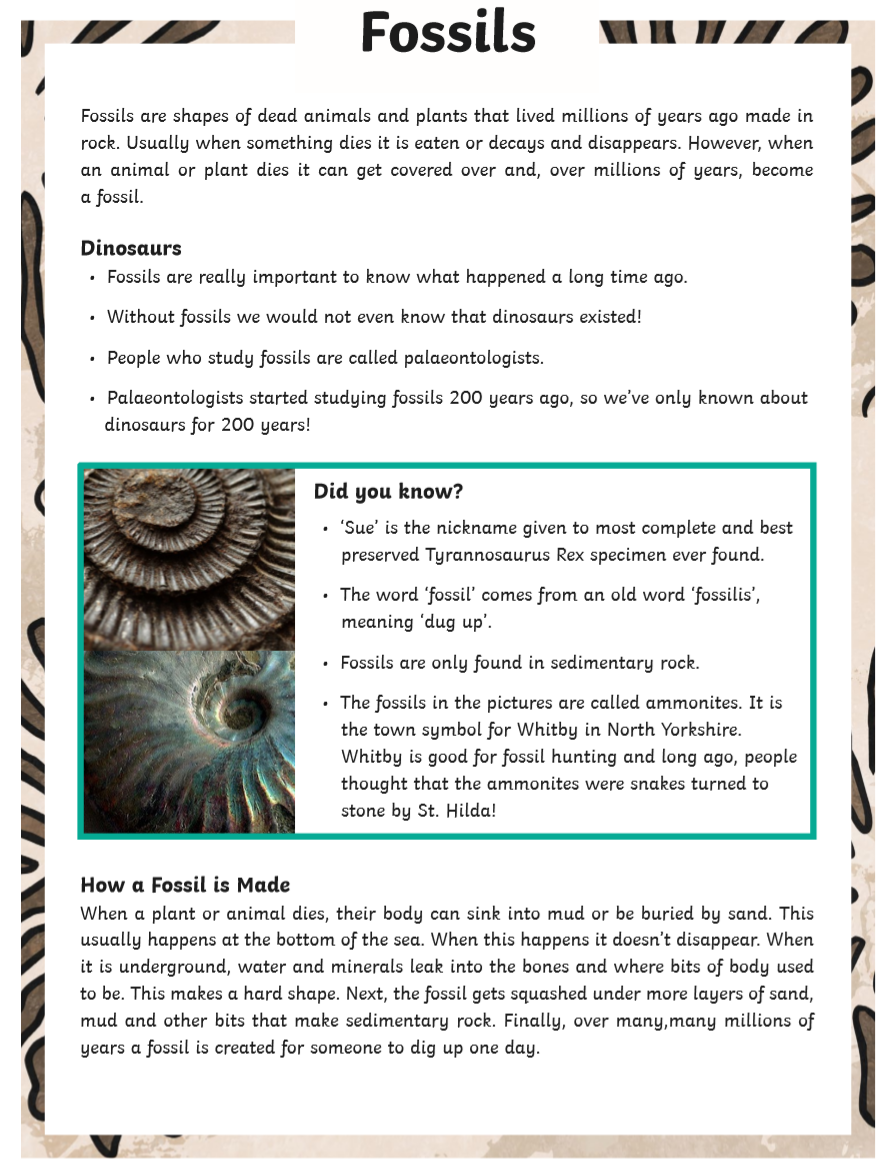 Fossils
Fossils are shapes of dead animals and plants that lived millions of years ago made in
rock. Usually when something dies it is eaten or decays and disappears. However, when
an animal or plant dies it can get covered over and, over millions of years, become
a fossil.
Dinosaurs
• Fossils are really important to know what happened a long time ago.
• Without fossils we would not even know that dinosaurs existed!
• People who study fossils are called palaeontologists.
• Palaeontologists started studying fossils 200 years ago, so we’ve only known about
dinosaurs for 200 years!
Did you know?
• ‘Sue’ is the nickname given to most complete and best
preserved Tyrannosaurus Rex specimen ever found.
• The word ‘fossil’ comes from an old word ‘fossilis’,
meaning ‘dug up’.
• Fossils are only found in sedimentary rock.
• The fossils in the pictures are called ammonites. It is
the town symbol for Whitby in North Yorkshire.
Whitby is good for fossil hunting and long ago, people
thought that the ammonites were snakes turned to
stone by St. Hilda!
How a Fossil is Made
When a plant or animal dies, their body can sink into mud or be buried by sand. This
usually happens at the bottom of the sea. When this happens it doesn’t disappear. When
it is underground, water and minerals leak into the bones and where bits of body used
to be. This makes a hard shape. Next, the fossil gets squashed under more layers of sand,
mud and other bits that make sedimentary rock. Finally, over many,many millions of
years a fossil is created for someone to dig up one day.